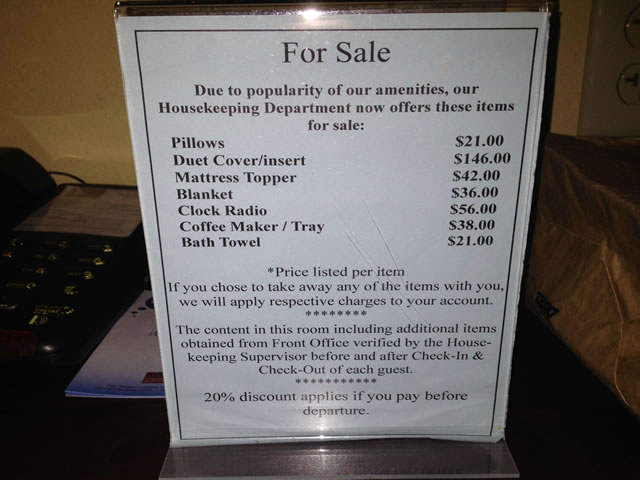 For Sale
Due to popularity of our amenities, our
Housekeeping Department now offers these items
for sale:
Pillows $21.00
Duet Cover/insert $146.00
Mattress Topper $42.00
Blanket $36.00
Clock Radio $56.00
Coffee Maker / Tray $38.00
Bath Towel $21.00
*Price listed per item
If you chose to take away any of the items with you,
we will apply respective charges to your account.
********
The content in this room including additional items
obtained from Front Office verified by the House-
keeping Supervisor before and after Check-In &
Check-Out of each guest.
***********
20% discount applies if you pay before
departure.